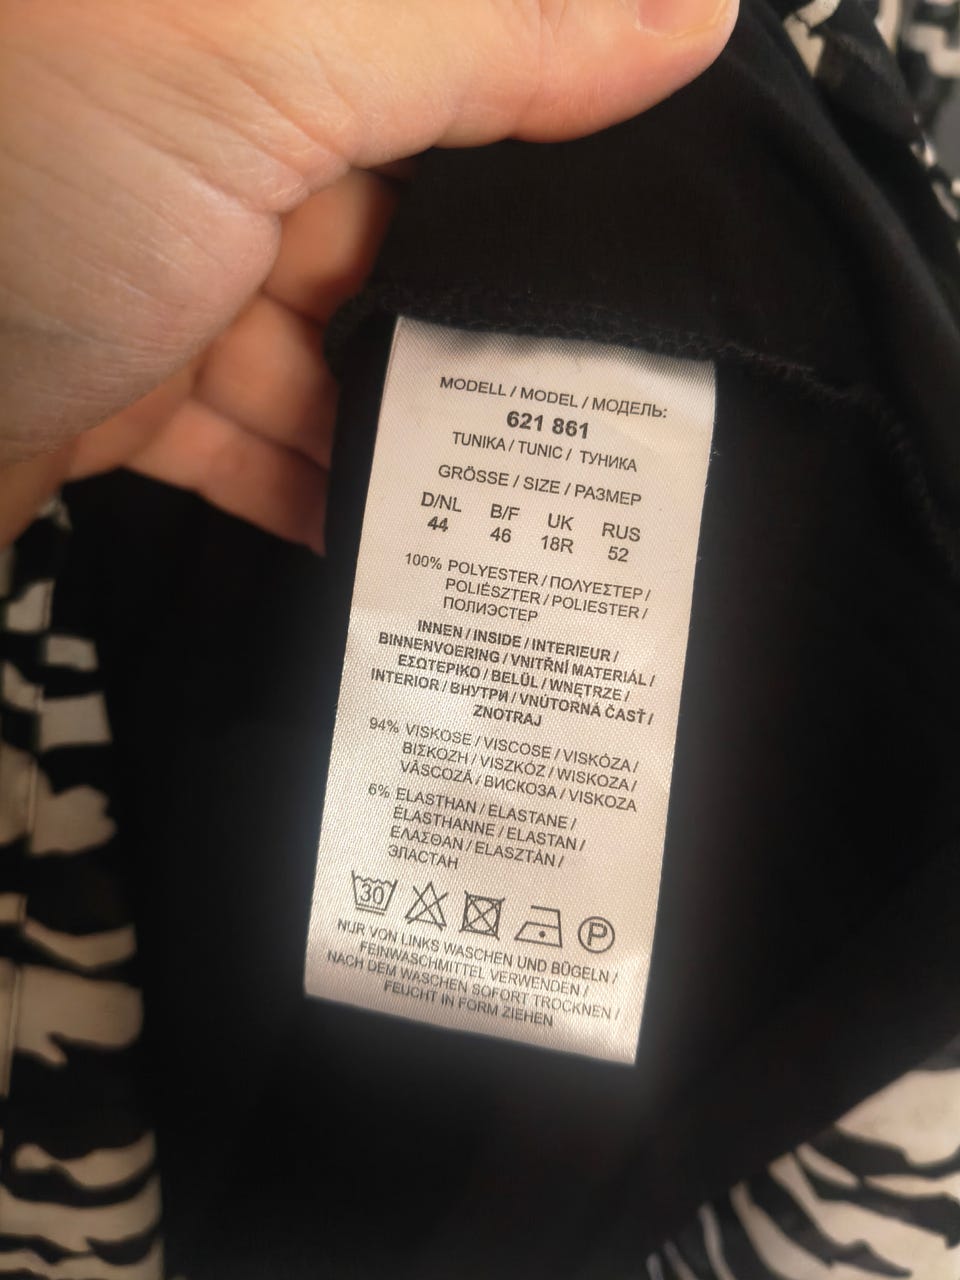 MODELL / MODEL / МОДЕЛЬ:
621 861
TUNIKA / TUNIC / ТУНИКА
GRÖSSE / SIZE / РАЗМЕР
D/NL B/F UK RUS
44 46 18R 52
100% POLYESTER / ΠΟΛΥΕΣΤΕΡ /
POLIÉSZTER / POLIESTER /
ПОЛИЭСТЕР
INNEN / INSIDE / INTERIEUR /
BINNENVOERING / VNITŘNÍ MATERIÁL /
ΕΣΩΤΕΡΙΚΟ / BELÜL / WNĘTRZE /
INTERIOR / ВНУТРИ / VNÚTORNÁ ČASŤ /
ZNOTRAJ
94% VISKOSE / VISCOSE / VISKÓZA /
ΒΙΣΚΟΖΗ / VISZKÓZ / WISKOZA /
VÂSCOZĂ / ВИСКОЗА / VISKOZA
6% ELASTHAN / ELASTANE /
ÉLASTHANNE / ELASTAN /
ΕΛΑΣΘΑΝ / ELASZTÁN /
ЭЛАСТАН
30 P
NUR VON LINKS WASCHEN UND BÜGELN /
FEINWASCHMITTEL VERWENDEN /
NACH DEM WASCHEN SOFORT TROCKNEN /
FEUCHT IN FORM ZIEHEN